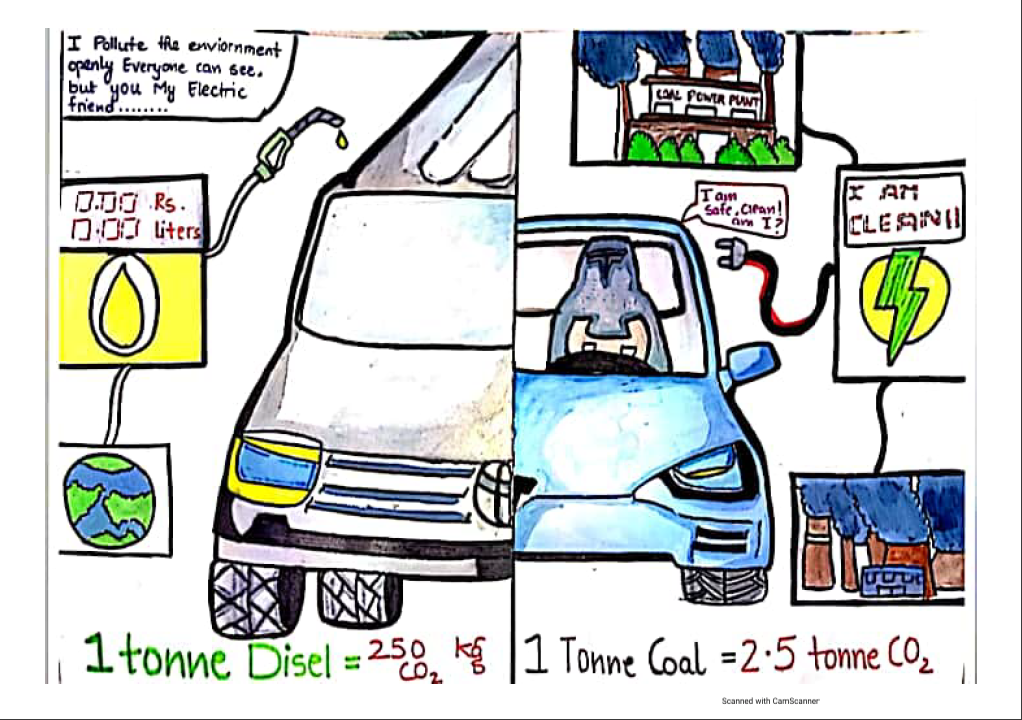 I Pollute the enviornment
openly Everyone can see.
but you My Electric
friend........
0.00 Rs.
0.00 liters
COAL POWER PLANT
I am
Safe, Clean!
am I?
I AM
CLEAN!!
1 tonne Disel = 250 kg
CO₂
1 Tonne Coal = 2.5 tonne CO₂
Scanned with CamScanner